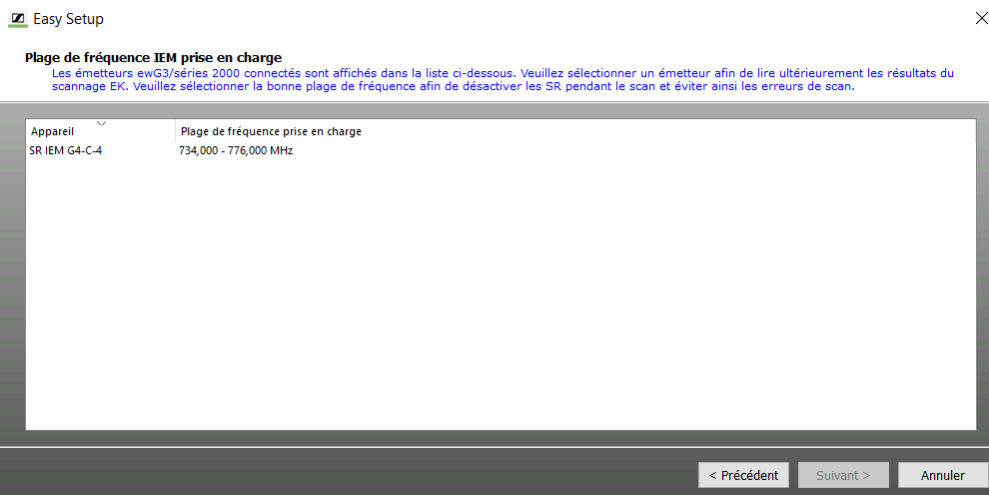 Easy Setup
Plage de fréquence IEM prise en charge
Les émetteurs ewG3/séries 2000 connectés sont affichés dans la liste ci-dessous. Veuillez sélectionner un émetteur afin de lire ultérieurement les résultats du
scannage EK. Veuillez sélectionner la bonne plage de fréquence afin de désactiver les SR pendant le scan et éviter ainsi les erreurs de scan.
Appareil Plage de fréquence prise en charge
SR IEM G4-C-4 734,000 - 776,000 MHz
< Précédent Suivant > Annuler